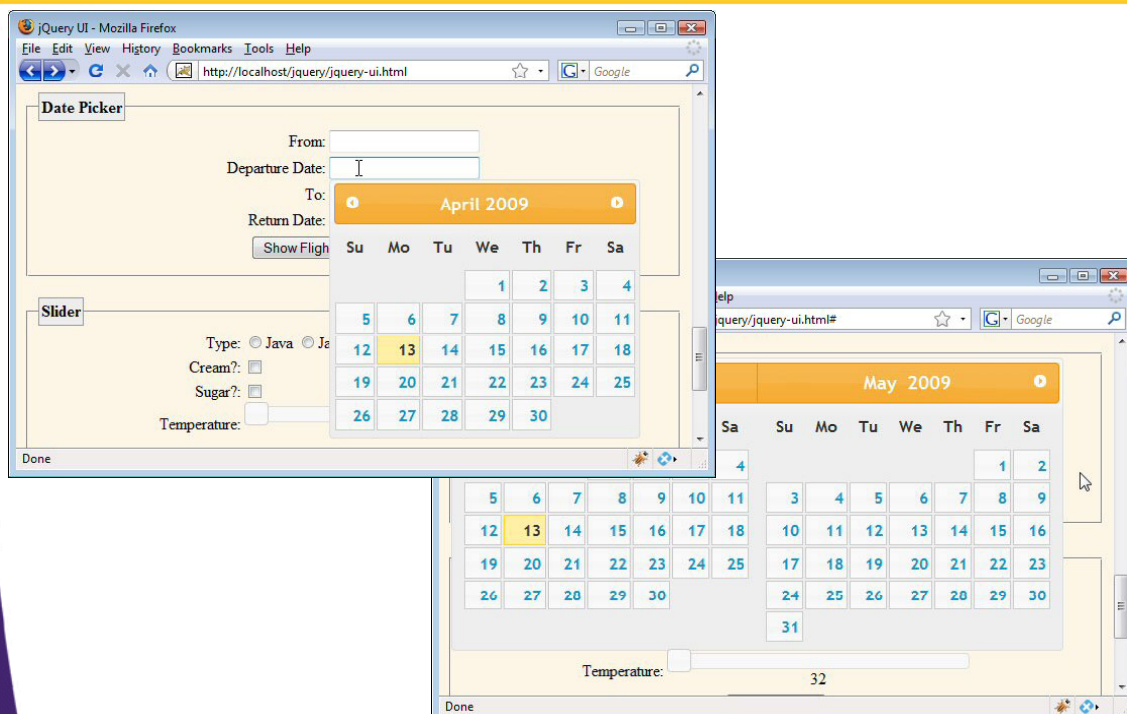 jQuery UI - Mozilla Firefox
File Edit View History Bookmarks Tools Help
http://localhost/jquery/jquery-ui.html G Google
Date Picker
From:
Departure Date:
To:
Return Date:
Show Fligh
April 2009
Su Mo Tu We Th Fr Sa
1 2 3 4
5 6 7 8 9 10 11
12 13 14 15 16 17 18
19 20 21 22 23 24 25
26 27 28 29 30
Slider
Type: Java Ja
Cream?:
Sugar?:
Temperature:
Done
elp
jquery/jquery-ui.html# G Google
May 2009
Sa Su Mo Tu We Th Fr Sa
4 1 2
5 6 7 8 9 10 11 3 4 5 6 7 8 9
12 13 14 15 16 17 18 10 11 12 13 14 15 16
19 20 21 22 23 24 25 17 18 19 20 21 22 23
26 27 28 29 30 24 25 26 27 28 29 30
31
Temperature:
32
Done